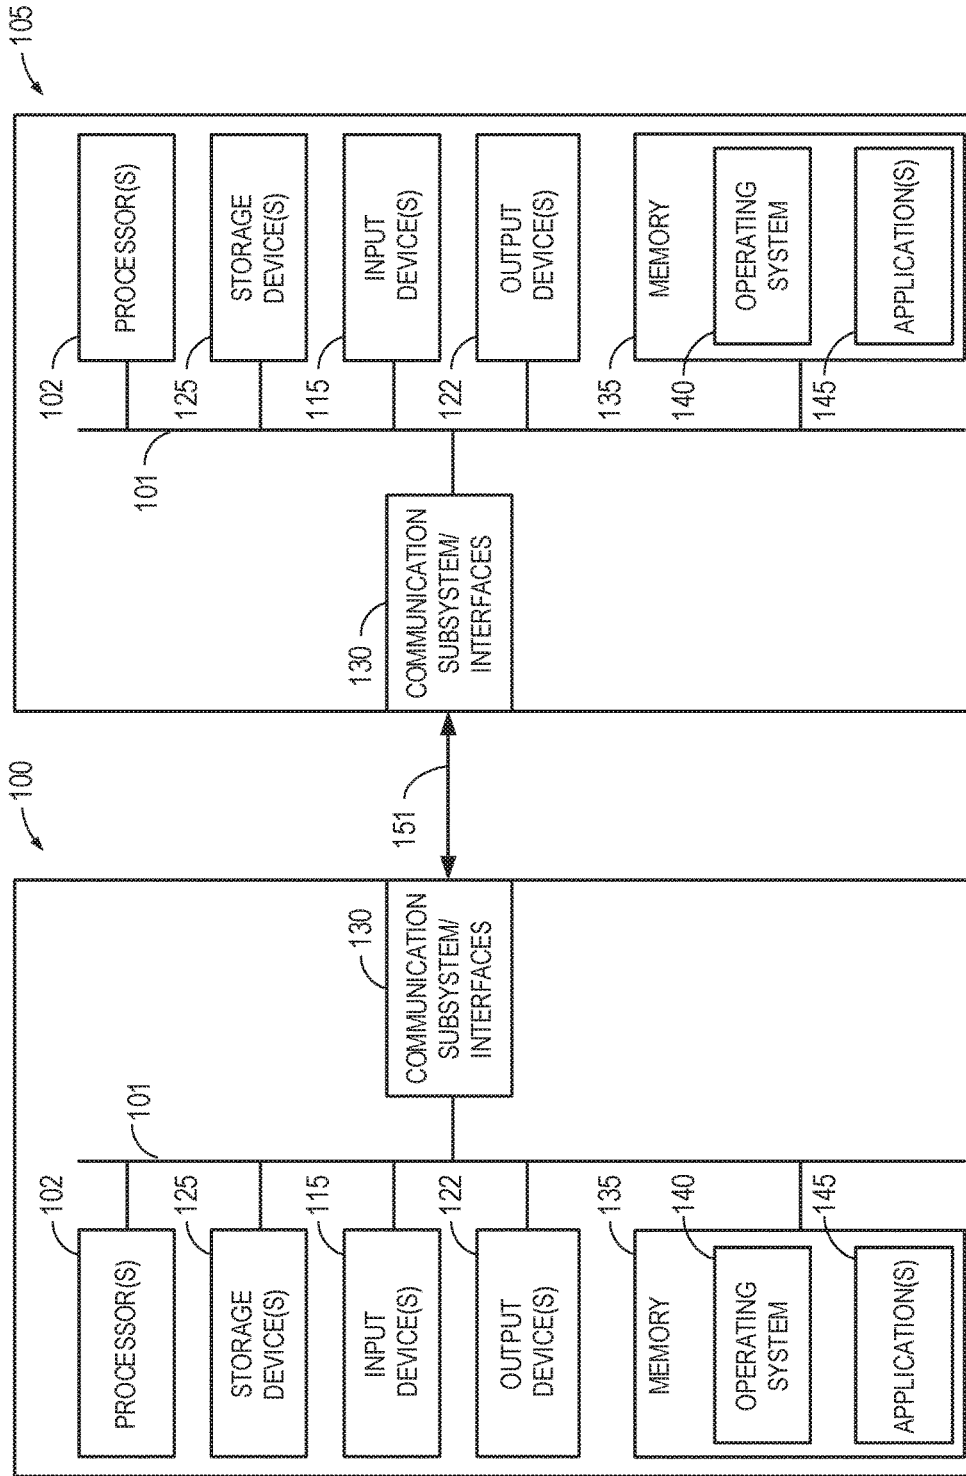 100
102
PROCESSOR(S)
125
STORAGE
DEVICE(S)
115
INPUT
DEVICE(S)
122
OUTPUT
DEVICE(S)
135
MEMORY
140
OPERATING
SYSTEM
145
APPLICATION(S)
101
130
COMMUNICATION
SUBSYSTEM/
INTERFACES
151
105
130
COMMUNICATION
SUBSYSTEM/
INTERFACES
101
102
PROCESSOR(S)
125
STORAGE
DEVICE(S)
115
INPUT
DEVICE(S)
122
OUTPUT
DEVICE(S)
135
MEMORY
140
OPERATING
SYSTEM
145
APPLICATION(S)